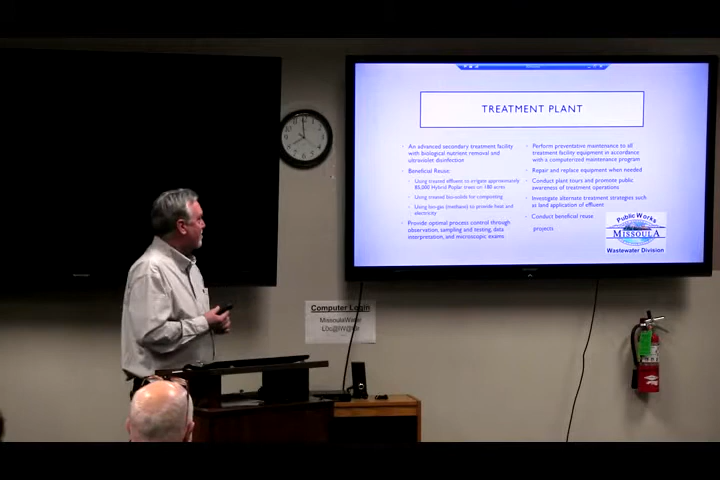 TREATMENT PLANT
An advanced secondary treatment facility
with biological nutrient removal and
ultraviolet disinfection
Beneficial Reuse:
Using treated effluent to irrigate approximately
85,000 Hybrid Poplar trees on 180 acres
Using treated bio-solids for composting
Using bio-gas (methane) to provide heat and
electricity
Provide optimal process control through
observation, sampling and testing, data
interpretation, and microscopic exams
Perform preventative maintenance to all
treatment facility equipment in accordance
with a computerized maintenance program
Repair and replace equipment when needed
Conduct plant tours and promote public
awareness of treatment operations
Investigate alternate treatment strategies such
as land application of effluent
Conduct beneficial reuse
projects
Public Works
MISSOULA
Wastewater Division
Computer Login